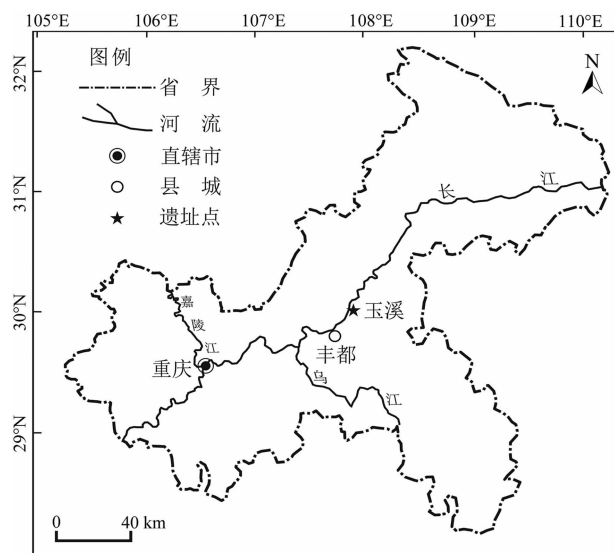 105°E 106°E 107°E 108°E 109°E 110°E
32°N
31°N
30°N
29°N
图例
省 界
河 流
直辖市
县 城
遗址点
N
长 江
嘉陵江
玉溪
丰都
重庆
乌 江
0 40 km